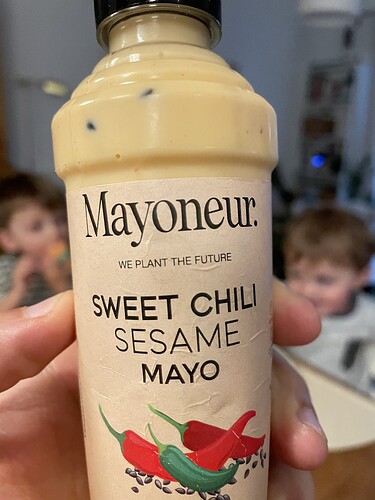 Mayoneur.
WE PLANT THE FUTURE
SWEET CHILI
SESAME
MAYO